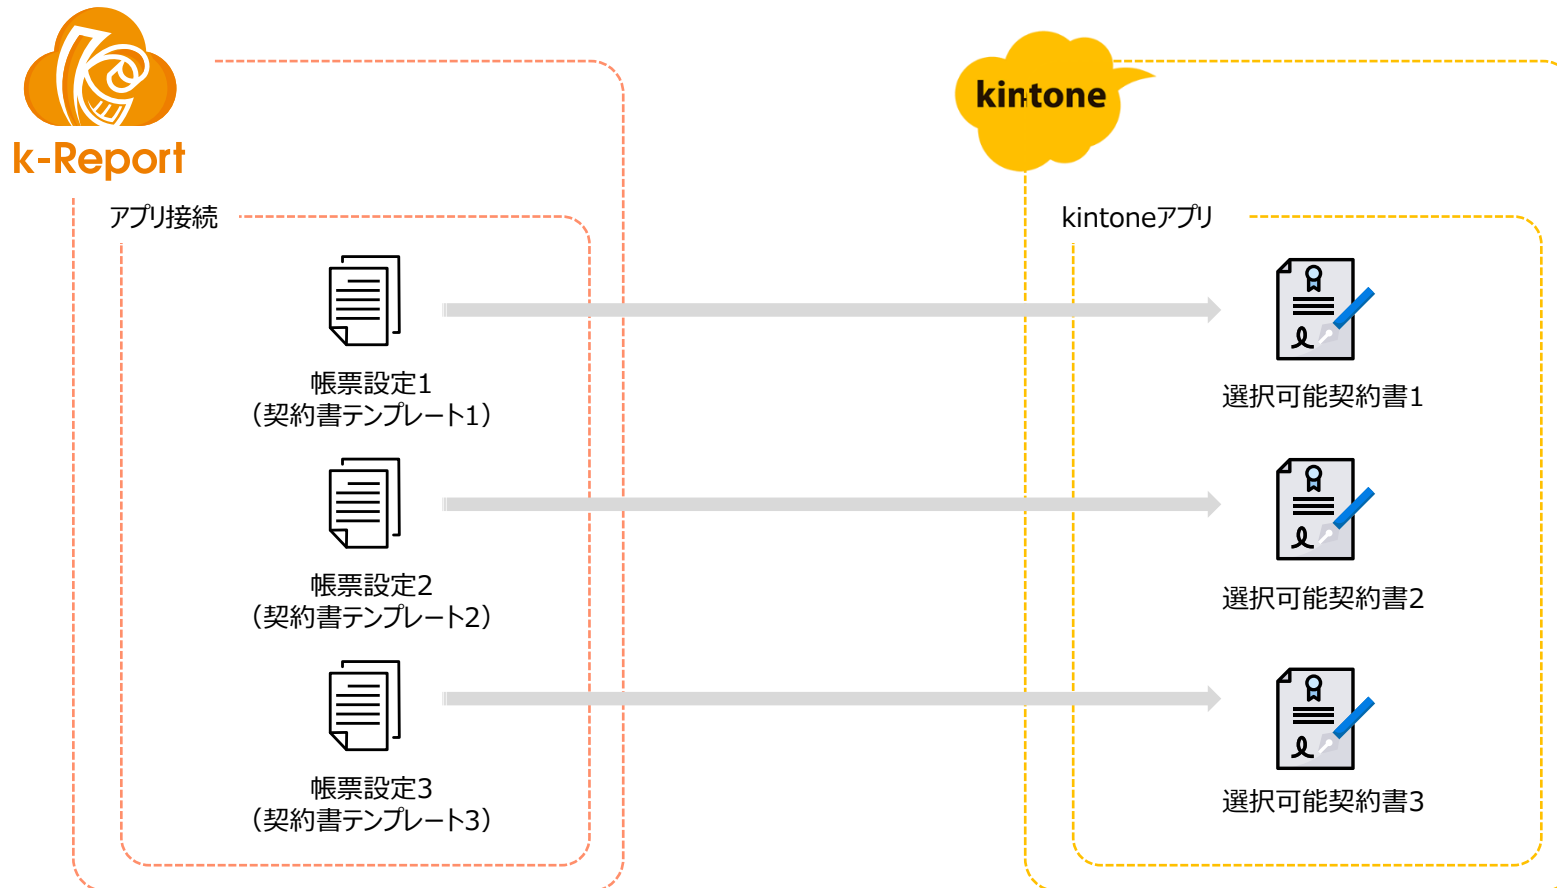 k-Report
kintone
アプリ接続
kintoneアプリ
帳票設定1
（契約書テンプレート1）
選択可能契約書1
帳票設定2
（契約書テンプレート2）
選択可能契約書2
帳票設定3
（契約書テンプレート3）
選択可能契約書3